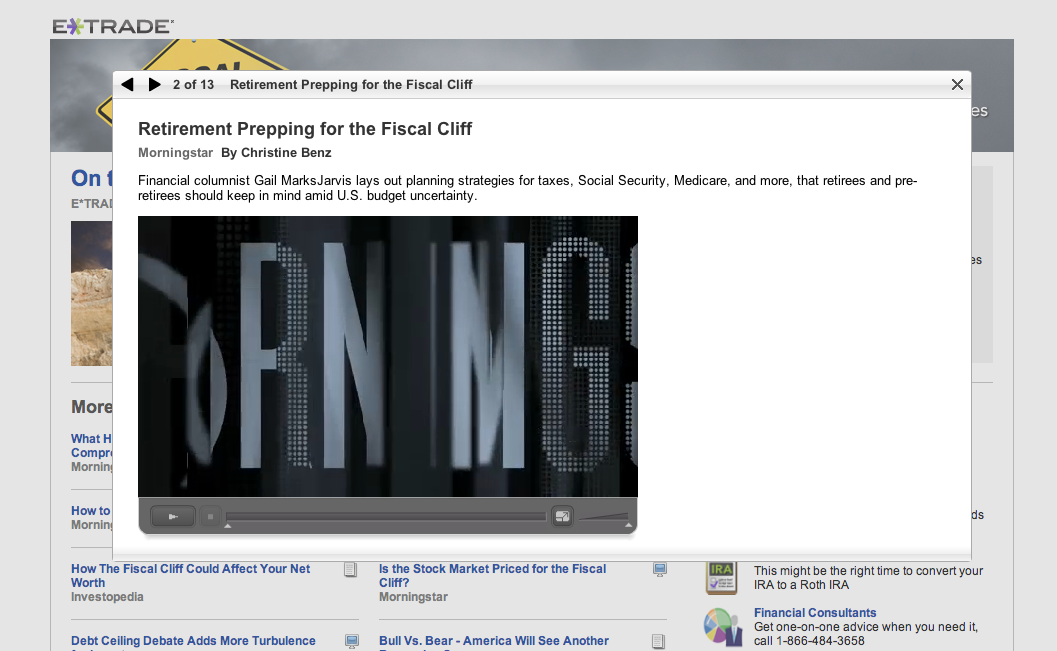 E*TRADE
2 of 13 Retirement Prepping for the Fiscal Cliff
es
Retirement Prepping for the Fiscal Cliff
Morningstar By Christine Benz
Financial columnist Gail MarksJarvis lays out planning strategies for taxes, Social Security, Medicare, and more, that retirees and pre-
retirees should keep in mind amid U.S. budget uncertainty.
On t
E*TRAD
es
ORNINGS
More
What H
Compro
Morning
How to
Morning
ds
How The Fiscal Cliff Could Affect Your Net
Worth
Investopedia
Is the Stock Market Priced for the Fiscal
Cliff?
Morningstar
IRA
This might be the right time to convert your
IRA to a Roth IRA
Debt Ceiling Debate Adds More Turbulence
Bull Vs. Bear - America Will See Another
Financial Consultants
Get one-on-one advice when you need it,
call 1-866-484-3658